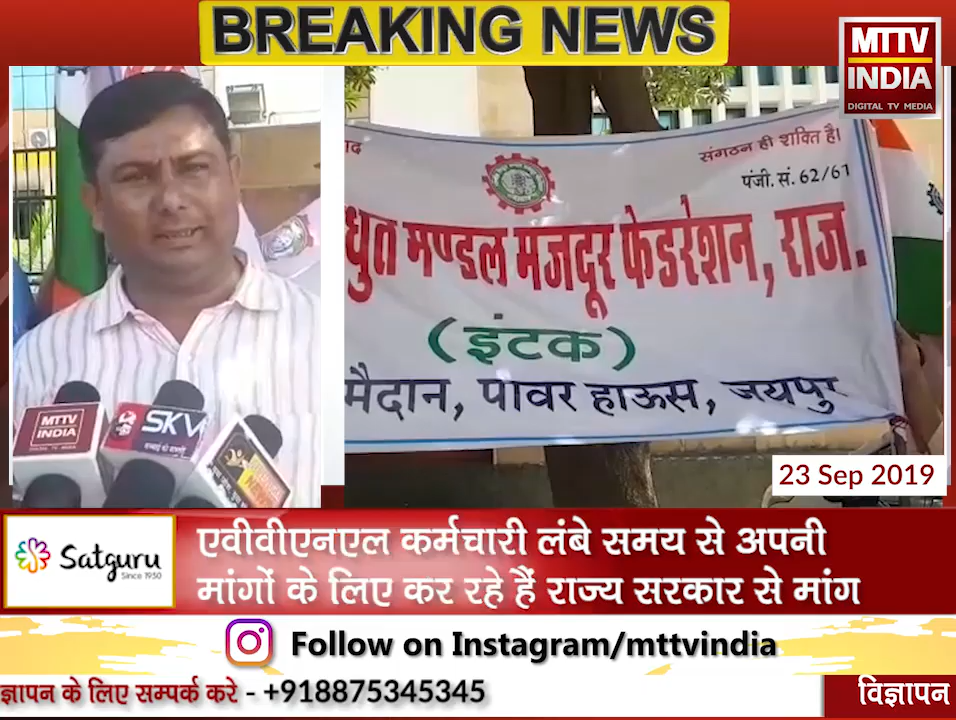 BREAKING NEWS
MTTV
INDIA
DIGITAL TV MEDIA
संगठन ही शक्ति है।
पंजी. सं. 62/61
मण्डल मजदूर फेडरेशन, राज.
(इंटक)
मैदान, पावर हाऊस, जयपुर
MTTV
INDIA
SKV
23 Sep 2019
Satguru
Since 1950
एवीवीएनएल कर्मचारी लंबे समय से अपनी
मांगों के लिए कर रहे हैं राज्य सरकार से मांग
Follow on Instagram/mttvindia
ज्ञापन के लिए सम्पर्क करे - +918875345345
विज्ञापन